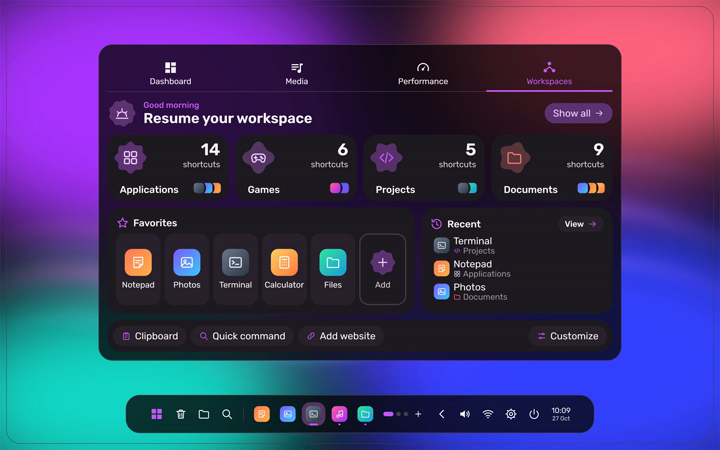 Dashboard
Media
Performance
Workspaces
Good morning
Resume your workspace
Show all
14
shortcuts
Applications
6
shortcuts
Games
5
shortcuts
Projects
9
shortcuts
Documents
Favorites
Notepad
Photos
Terminal
Calculator
Files
Add
Recent
View
Terminal
Projects
Notepad
Applications
Photos
Documents
Clipboard
Quick command
Add website
Customize
10:09
27 Oct